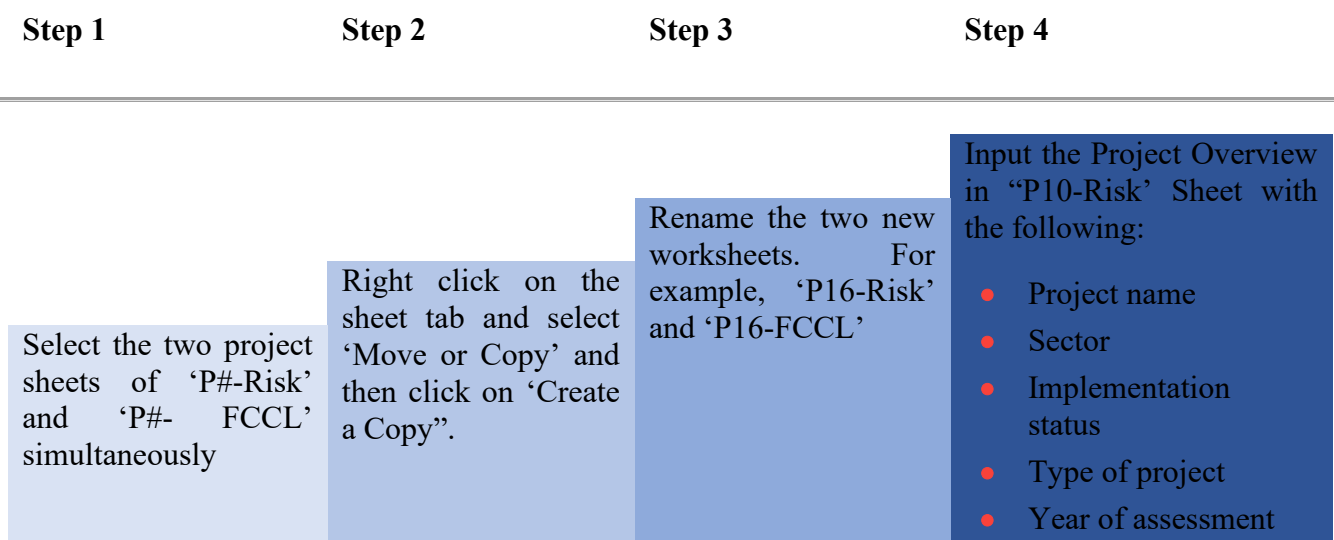 Step 1
Step 2
Step 3
Step 4
Select the two project
sheets of ‘P#-Risk’
and ‘P#- FCCL’
simultaneously
Right click on the
sheet tab and select
‘Move or Copy’ and
then click on ‘Create
a Copy”.
Rename the two new
worksheets. For
example, ‘P16-Risk’
and ‘P16-FCCL’
Input the Project Overview
in “P10-Risk’ Sheet with
the following:
● Project name
● Sector
● Implementation
status
● Type of project
● Year of assessment